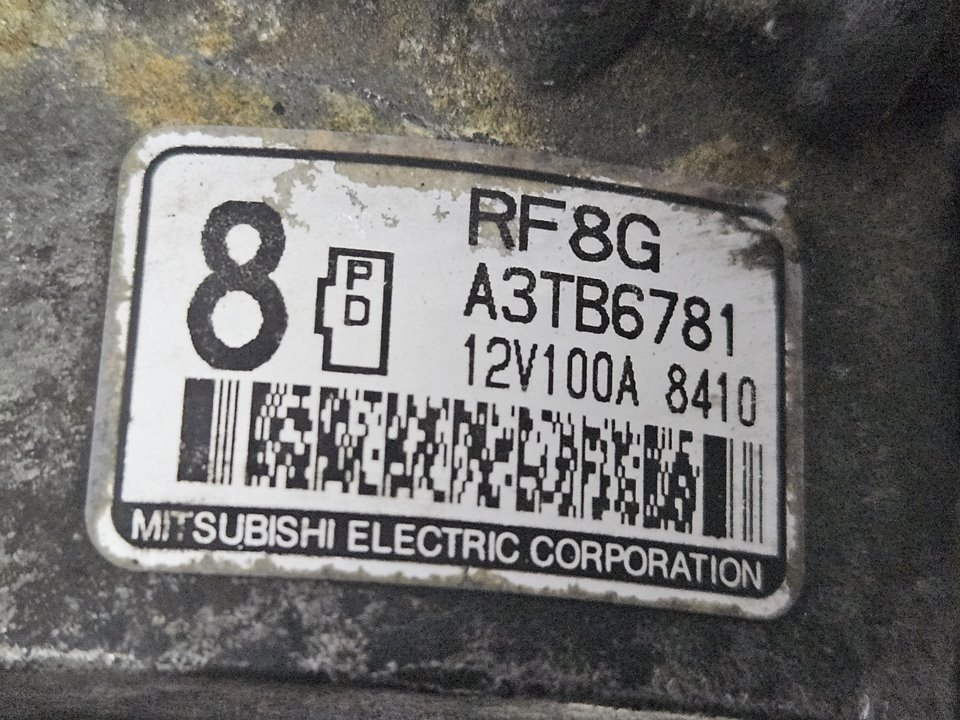 8
P
D
RF8G
A3TB6781
12V100A 8410
MITSUBISHI ELECTRIC CORPORATION